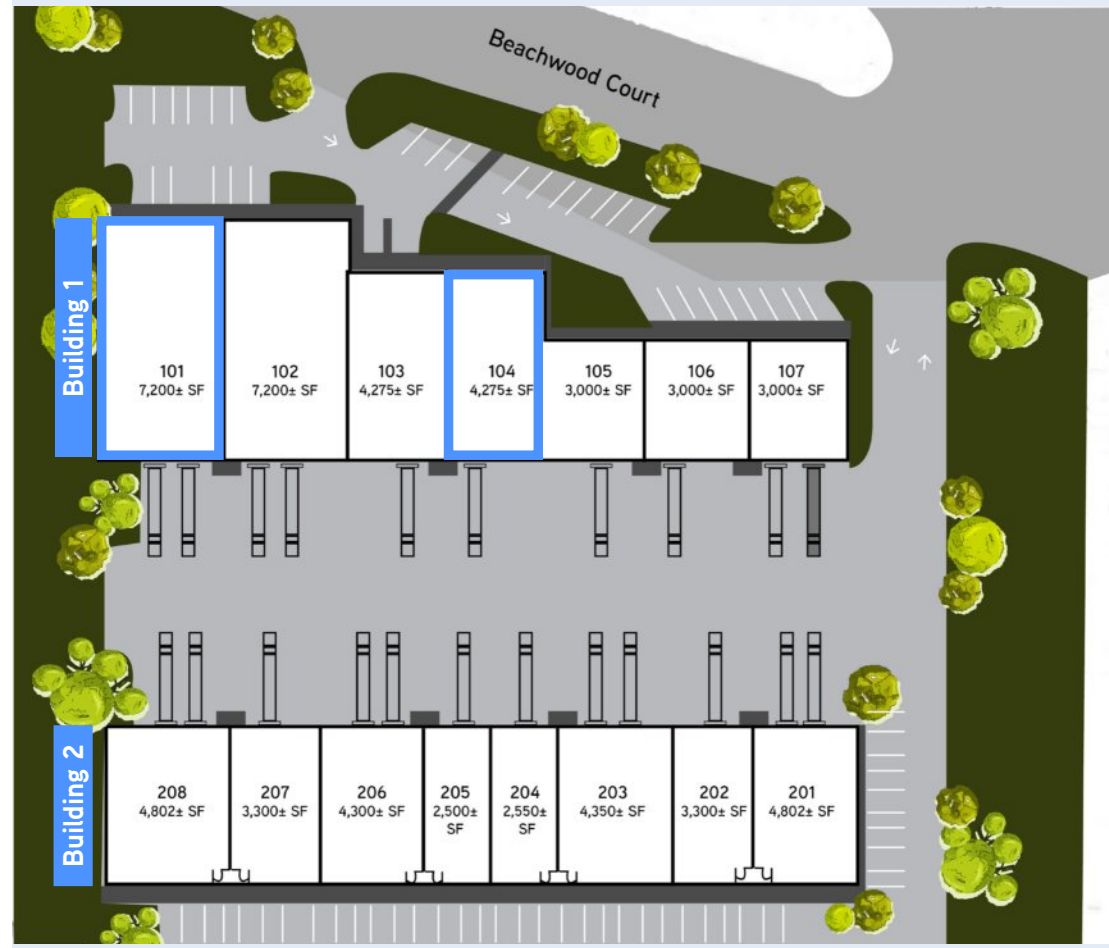 Beachwood Court
Building 1
101
7,200± SF
102
7,200± SF
103
4,275± SF
104
4,275± SF
105
3,000± SF
106
3,000± SF
107
3,000± SF
Building 2
208
4,802± SF
207
3,300± SF
206
4,300± SF
205
2,500±
SF
204
2,550±
SF
203
4,350± SF
202
3,300± SF
201
4,802± SF